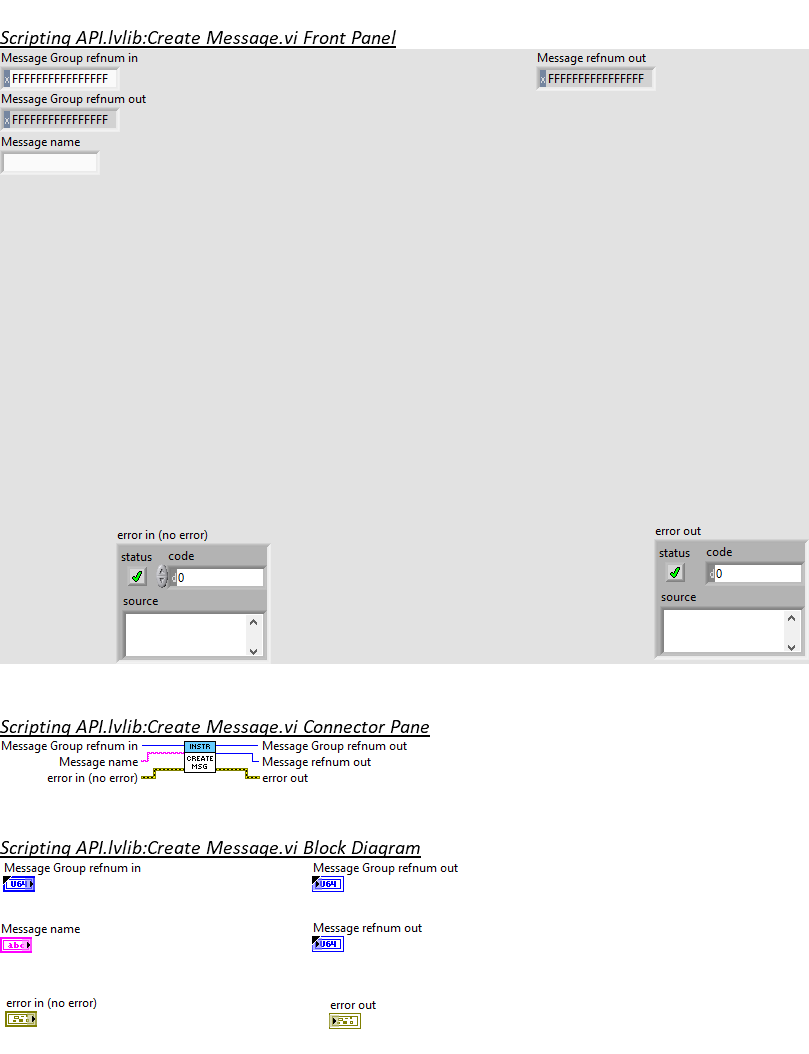 Scripting API.lvlib:Create Message.vi Front Panel
Message Group refnum in
Message refnum out
x FFFFFFFFFFFFFFFF
x FFFFFFFFFFFFFFFF
Message Group refnum out
x FFFFFFFFFFFFFFFF
Message name
error in (no error)
error out
status code
status code
d 0
d 0
source
source
Scripting API.lvlib:Create Message.vi Connector Pane
Message Group refnum in INSTR Message Group refnum out
Message name CREATE MSG Message refnum out
error in (no error) error out
Scripting API.lvlib:Create Message.vi Block Diagram
Message Group refnum in Message Group refnum out
U64 U64
Message name Message refnum out
abc U64
error in (no error) error out